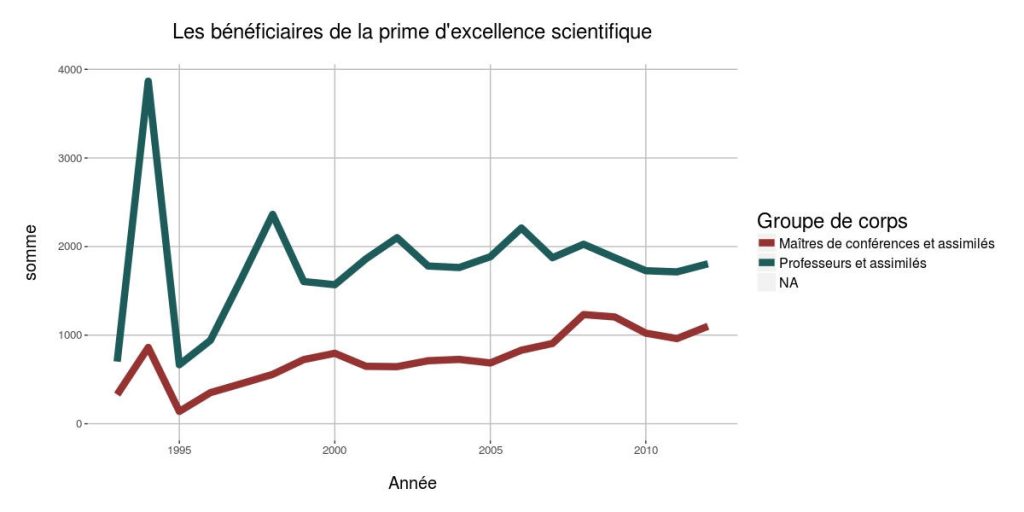 Les bénéficiaires de la prime d'excellence scientifique
4000
3000
2000
1000
0
somme
1995
2000
2005
2010
Année
Groupe de corps
Maîtres de conférences et assimilés
Professeurs et assimilés
NA